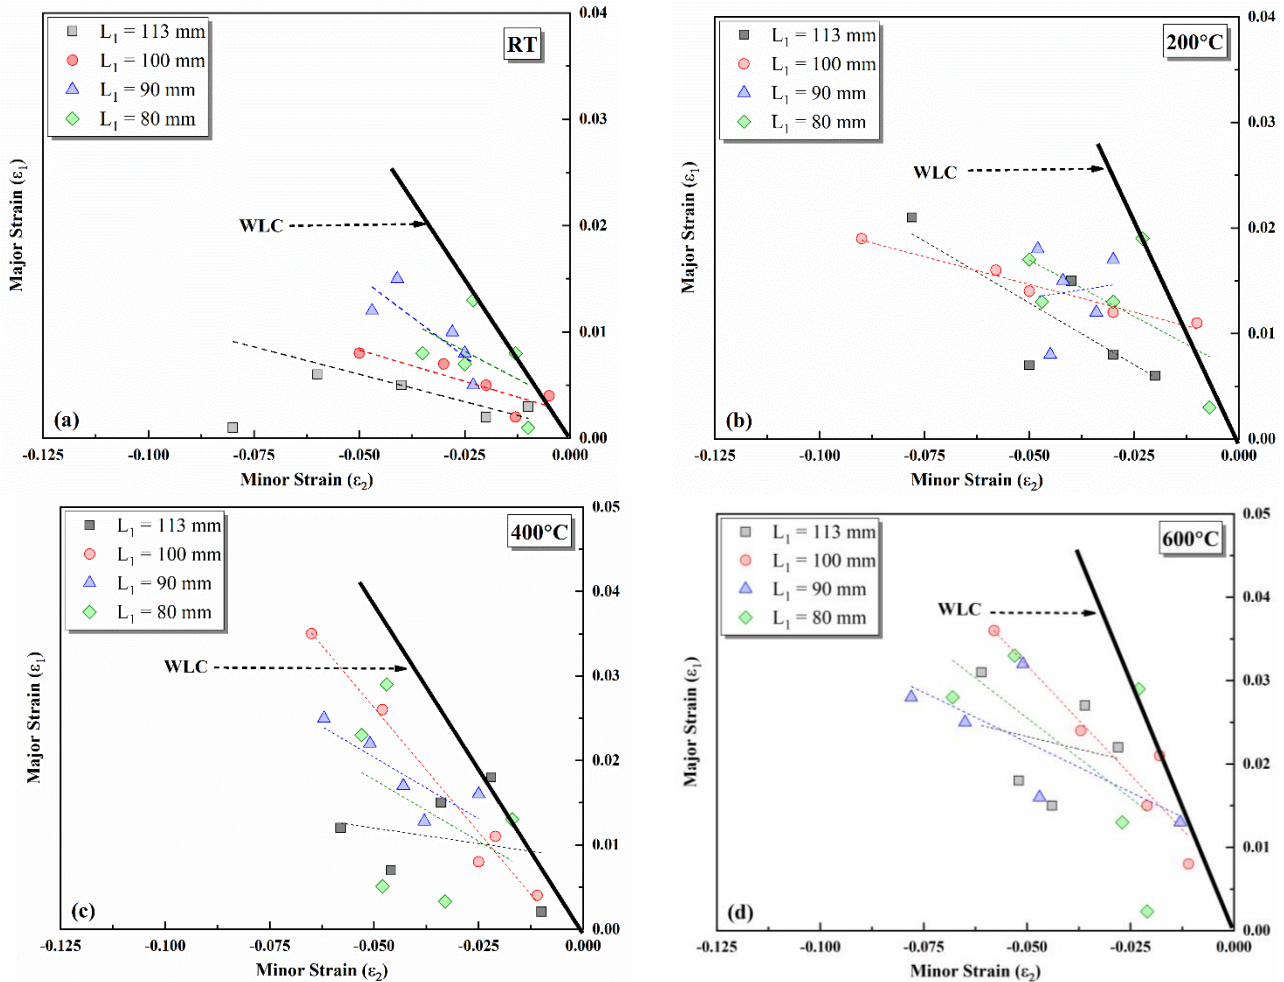 L1 = 113 mm
L1 = 100 mm
L1 = 90 mm
L1 = 80 mm
RT
WLC
(a)
Major Strain (ε1)
0.04
0.03
0.02
0.01
0.00
-0.125 -0.100 -0.075 -0.050 -0.025 0.000
Minor Strain (ε2)
L1 = 113 mm
L1 = 100 mm
L1 = 90 mm
L1 = 80 mm
200°C
WLC
(b)
Major Strain (ε1)
0.04
0.03
0.02
0.01
0.00
-0.125 -0.100 -0.075 -0.050 -0.025 0.000
Minor Strain (ε2)
L1 = 113 mm
L1 = 100 mm
L1 = 90 mm
L1 = 80 mm
400°C
WLC
(c)
Major Strain (ε1)
0.05
0.04
0.03
0.02
0.01
0.00
-0.125 -0.100 -0.075 -0.050 -0.025 0.000
Minor Strain (ε2)
L1 = 113 mm
L1 = 100 mm
L1 = 90 mm
L1 = 80 mm
600°C
WLC
(d)
Major Strain (ε1)
0.05
0.04
0.03
0.02
0.01
0.00
-0.125 -0.100 -0.075 -0.050 -0.025 0.000
Minor Strain (ε2)